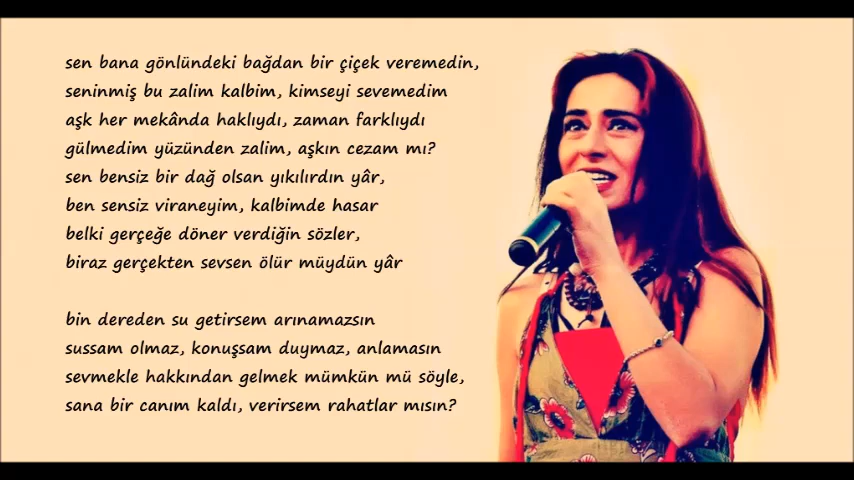 sen bana gönlündeki bağdan bir çiçek veremedin,
seninmiş bu zalim kalbim, kimseyi sevemedim
aşk her mekânda haklıydı, zaman farklıydı
gülmedim yüzünden zalim, aşkın cezam mı?
sen bensiz bir dağ olsan yıkılırdın yâr,
ben sensiz viraneyim, kalbimde hasar
belki gerçeğe döner verdiğin sözler,
biraz gerçekten sevsen ölür müydün yâr
bin dereden su getirsem arınamazsın
sussam olmaz, konuşsam duymaz, anlamasın
sevmekle hakkından gelmek mümkün mü söyle,
sana bir canım kaldı, verirsem rahatlar mısın?